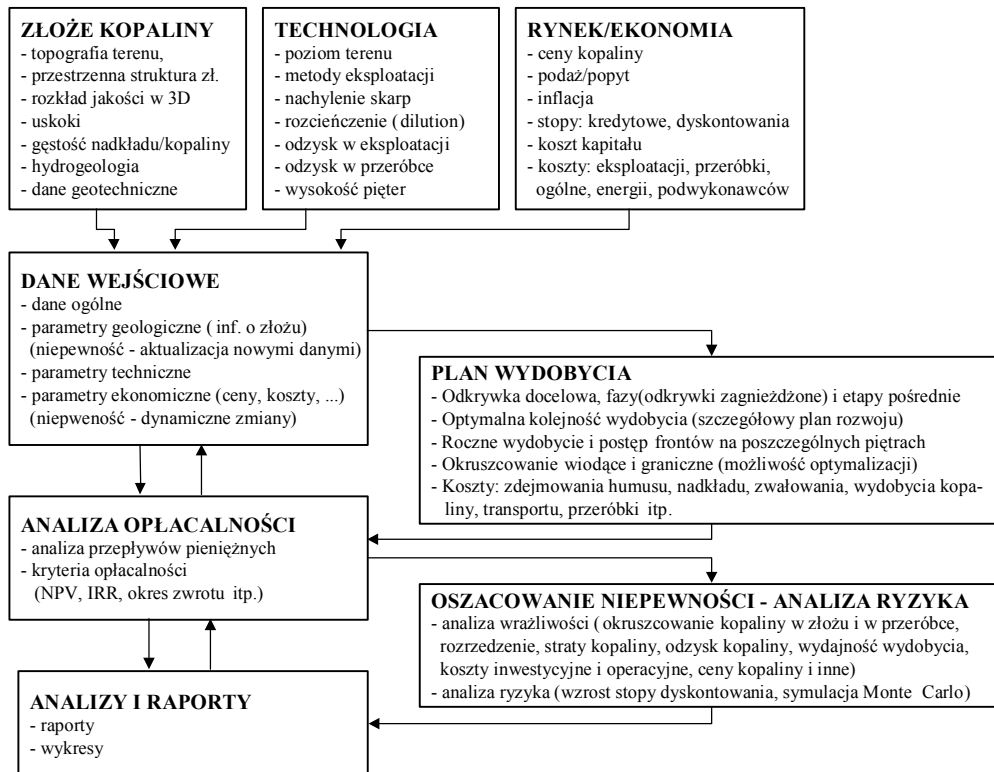 ZŁOŻE KOPALINY
- topografia terenu,
- przestrzenna struktura zł.
- rozkład jakości w 3D
- uskoki
- gęstość nadkładu/kopaliny
- hydrogeologia
- dane geotechniczne
TECHNOLOGIA
- poziom terenu
- metody eksploatacji
- nachylenie skarp
- rozcieńczenie (dilution)
- odzysk w eksploatacji
- odzysk w przeróbce
- wysokość pięter
RYNEK/EKONOMIA
- ceny kopaliny
- podaż/popyt
- inflacja
- stopy: kredytowe, dyskontowania
- koszt kapitału
- koszty: eksploatacji, przeróbki,
ogólne, energii, podwykonawców
DANE WEJŚCIOWE
- dane ogólne
- parametry geologiczne (inf. o złożu)
(niepewność - aktualizacja nowymi danymi)
- parametry techniczne
- parametry ekonomiczne (ceny, koszty, ...)
(niepweność - dynamiczne zmiany)
PLAN WYDOBYCIA
- Odkrywka docelowa, fazy(odkrywki zagnieżdżone) i etapy pośrednie
- Optymalna kolejność wydobycia (szczegółowy plan rozwoju)
- Roczne wydobycie i postęp frontów na poszczególnych piętrach
- Okruszcowanie wiodące i graniczne (możliwość optymalizacji)
- Koszty: zdejmowania humusu, nadkładu, zwałowania, wydobycia kopa-
liny, transportu, przeróbki itp.
ANALIZA OPŁACALNOŚCI
- analiza przepływów pieniężnych
- kryteria opłacalności
(NPV, IRR, okres zwrotu itp.)
OSZACOWANIE NIEPEWNOŚCI - ANALIZA RYZYKA
- analiza wrażliwości (okruszcowanie kopaliny w złożu i w przeróbce,
rozrzedzenie, straty kopaliny, odzysk kopaliny, wydajność wydobycia,
koszty inwestycyjne i operacyjne, ceny kopaliny i inne)
- analiza ryzyka (wzrost stopy dyskontowania, symulacja Monte Carlo)
ANALIZY I RAPORTY
- raporty
- wykresy